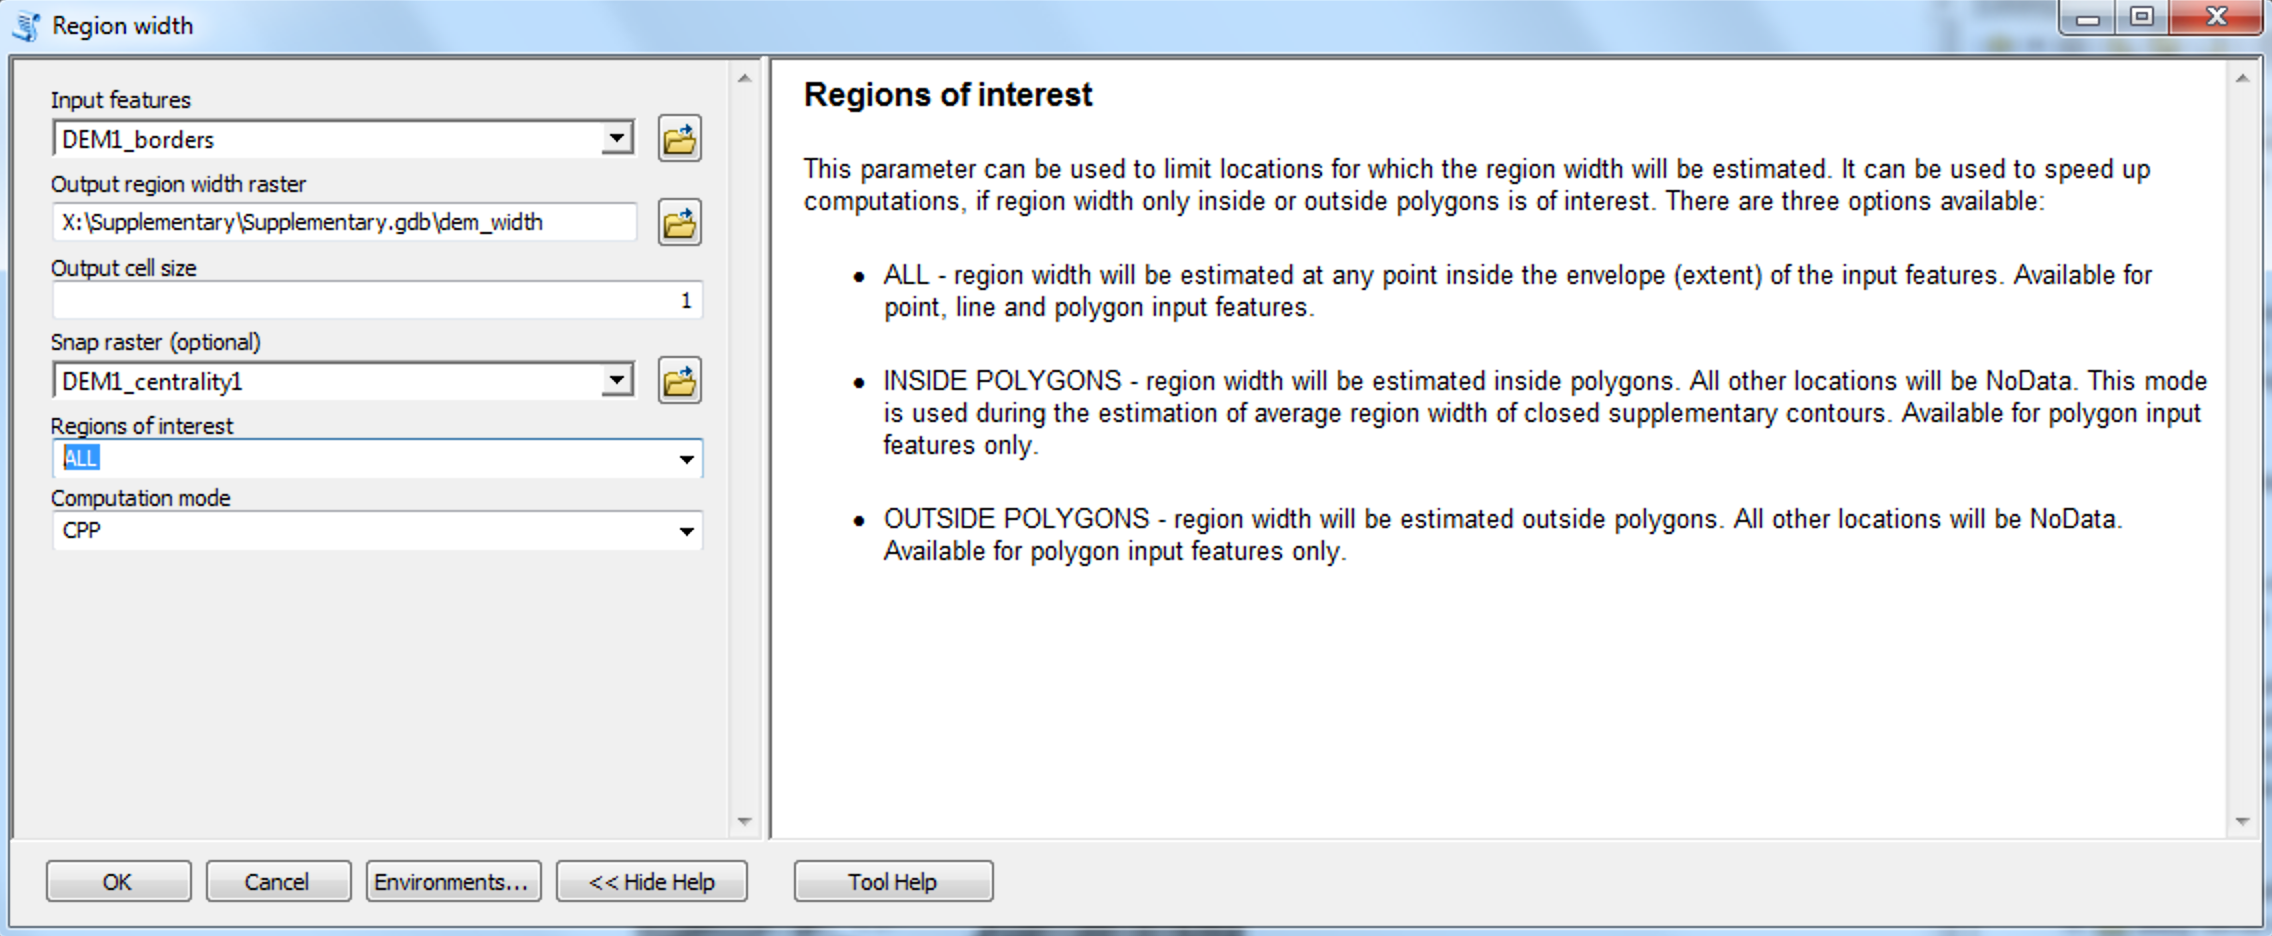 Region width
Input features
DEM1_borders
Output region width raster
X:\Supplementary\Supplementary.gdb\dem_width
Output cell size
1
Snap raster (optional)
DEM1_centrality1
Regions of interest
ALL
Computation mode
CPP
OK
Cancel
Environments...
<< Hide Help
Regions of interest
This parameter can be used to limit locations for which the region width will be estimated. It can be used to speed up
computations, if region width only inside or outside polygons is of interest. There are three options available:
● ALL - region width will be estimated at any point inside the envelope (extent) of the input features. Available for
point, line and polygon input features.
● INSIDE POLYGONS - region width will be estimated inside polygons. All other locations will be NoData. This mode
is used during the estimation of average region width of closed supplementary contours. Available for polygon input
features only.
● OUTSIDE POLYGONS - region width will be estimated outside polygons. All other locations will be NoData.
Available for polygon input features only.
Tool Help